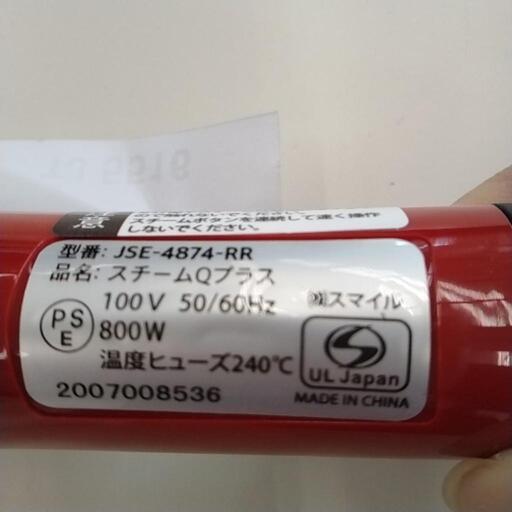 スチームボタンを連続して速く操作
しないでください。
型番: JSE-4874-RR
品名: スチームQプラス
100V 50/60Hz
㈱スマイル
PSE
800W
温度ヒューズ240℃
UL Japan
2007008536
MADE IN CHINA